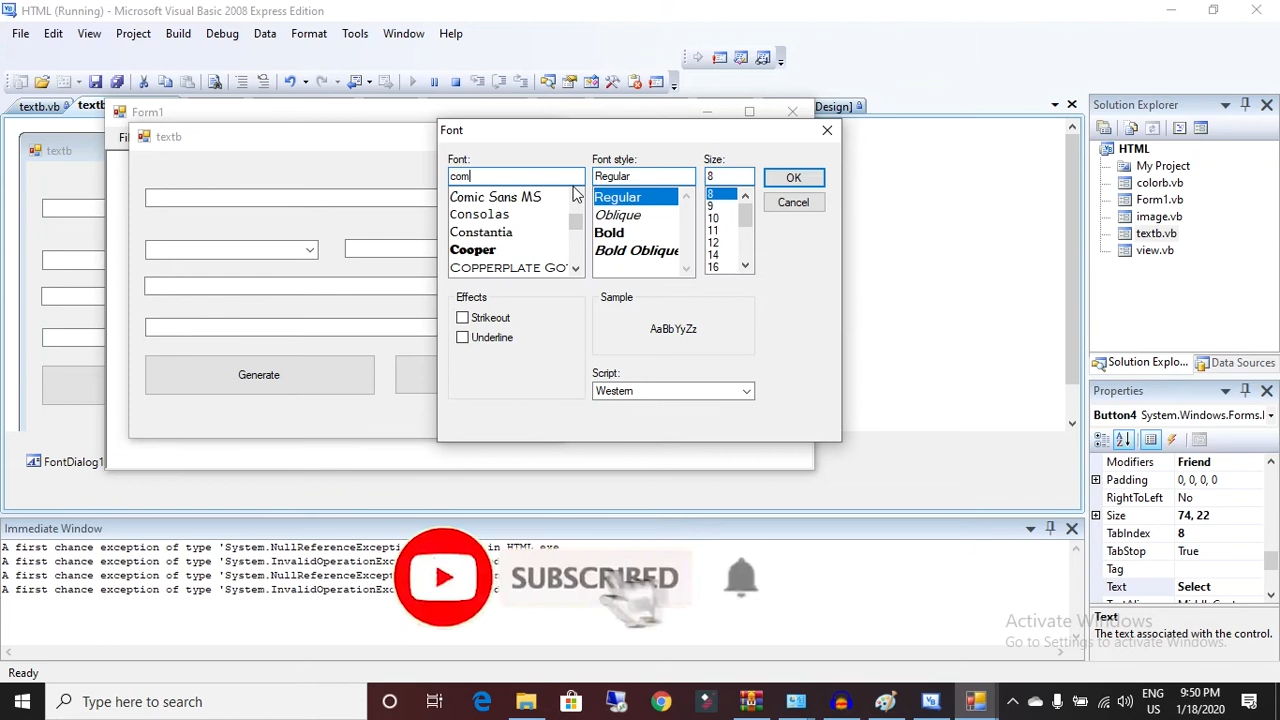 HTML (Running) - Microsoft Visual Basic 2008 Express Edition
File Edit View Project Build Debug Data Format Tools Window Help
textb.vb
textb
Design]
Form1
textb
textb
Fil
Font
Font:
Font style:
Size:
com
Regular
8
OK
Cancel
Comic Sans MS
Consolas
Constantia
Cooper
COPPERPLATE GOT
Regular
Oblique
Bold
Bold Oblique
8
9
10
11
12
14
16
Effects
Strikeout
Underline
Sample
AaBbYyZz
Script:
Western
Generate
FontDialog1
Solution Explorer
HTML
My Project
colorb.vb
Form1.vb
image.vb
textb.vb
view.vb
Solution Explo... Data Sources
Properties
Button4 System.Windows.Forms.
Modifiers Friend
Padding 0, 0, 0, 0
RightToLeft No
Size 74, 22
TabIndex 8
TabStop True
Tag
Text Select
Text
The text associated with the control.
Immediate Window
A first chance exception of type 'System.NullReferenceExcepti in HTML.exe
A first chance exception of type 'System.InvalidOperationExc
A first chance exception of type 'System.NullReferenceExcept
A first chance exception of type 'System.InvalidOperationExc
SUBSCRIBED
Activate Windows
Go to Settings to activate Windows.
Ready
Type here to search
ENG
US
9:50 PM
1/18/2020